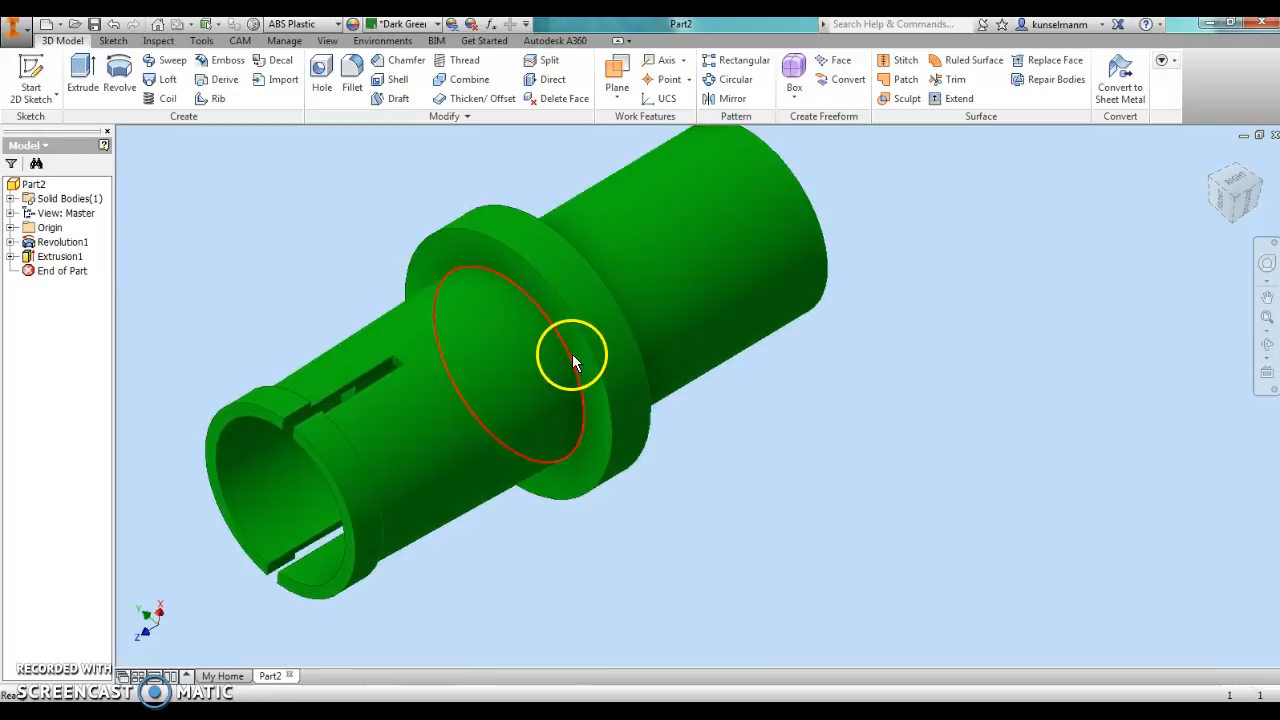 ABS Plastic *Dark Greer Part2 Search Help & Commands... kunselmann
3D Model Sketch Inspect Tools CAM Manage View Environments BIM Get Started Autodesk A360
Start 2D Sketch
Sketch
Extrude Revolve
Sweep Emboss Decal
Loft Derive Import
Coil Rib
Create
Hole Fillet
Chamfer Thread Split
Shell Combine Direct
Draft Thicken/ Offset Delete Face
Modify
Plane
Axis
Point
UCS
Work Features
Rectangular
Circular
Mirror
Pattern
Box
Face
Convert
Create Freeform
Stitch Ruled Surface Replace Face
Patch Trim Repair Bodies
Sculpt Extend
Surface
Convert to
Sheet Metal
Convert
Model
Part2
Solid Bodies(1)
View: Master
Origin
Revolution1
Extrusion1
End of Part
RIGHT
X
Y
Z
RECORDED WITH
SCREENCAST MATIC
My Home Part2
Rea
1 1